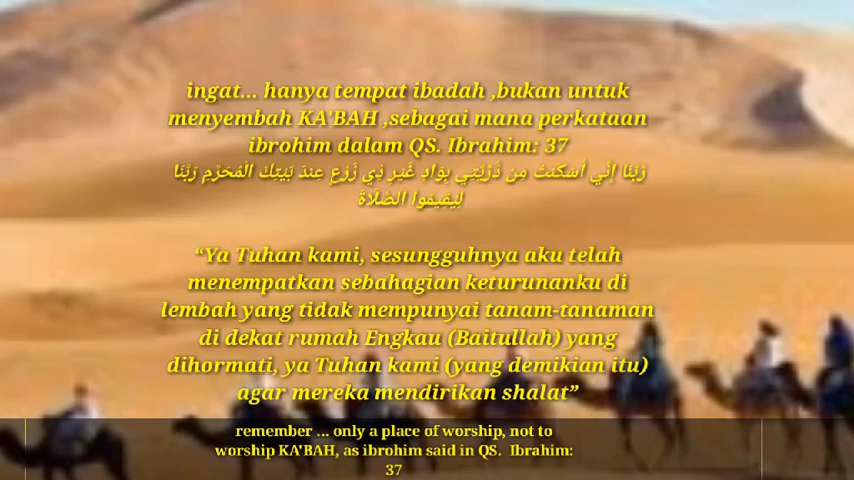 ingat... hanya tempat ibadah ,bukan untuk
menyembah KA'BAH ,sebagai mana perkataan
ibrohim dalam QS. Ibrahim: 37
رَبَّنَا إِنِّي أَسْكَنتُ مِن ذُرِّيَّتِي بِوَادٍ غَيْرِ ذِي زَرْعٍ عِندَ بَيْتِكَ الْمُحَرَّمِ رَبَّنَا
لِيُقِيمُوا الصَّلَاةَ
“Ya Tuhan kami, sesungguhnya aku telah
menempatkan sebahagian keturunanku di
lembah yang tidak mempunyai tanam-tanaman
di dekat rumah Engkau (Baitullah) yang
dihormati, ya Tuhan kami (yang demikian itu)
agar mereka mendirikan shalat”
remember ... only a place of worship, not to
worship KA'BAH, as ibrohim said in QS. Ibrahim:
37